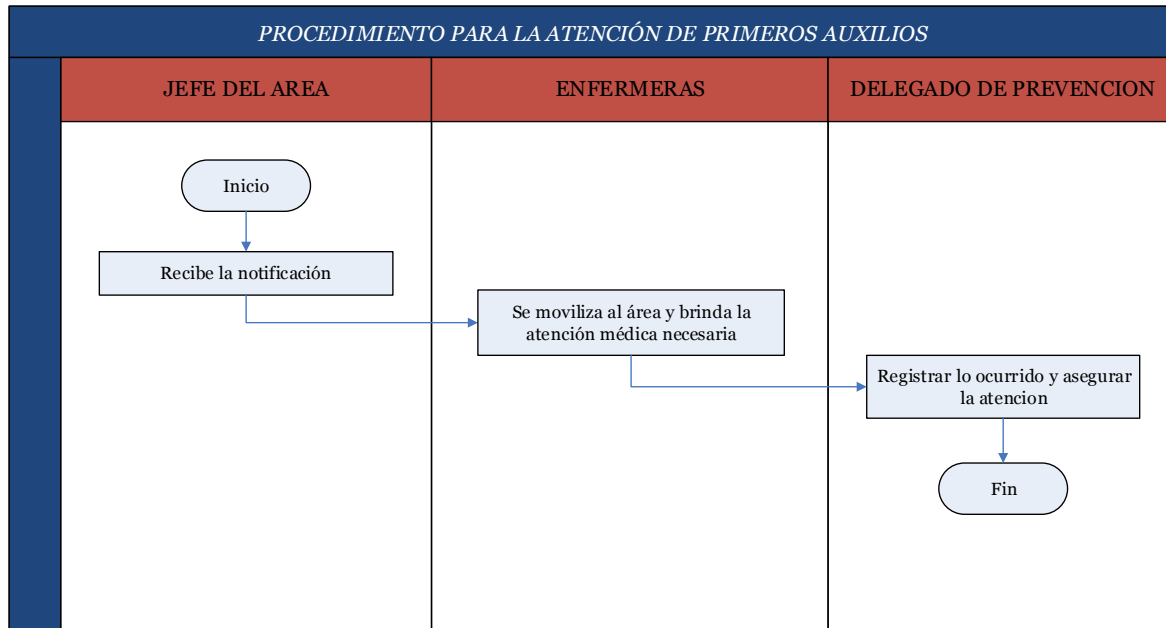 PROCEDIMIENTO PARA LA ATENCIÓN DE PRIMEROS AUXILIOS
JEFE DEL AREA
ENFERMERAS
DELEGADO DE PREVENCION
Inicio
Recibe la notificación
Se moviliza al área y brinda la
atención médica necesaria
Registrar lo ocurrido y asegurar
la atencion
Fin